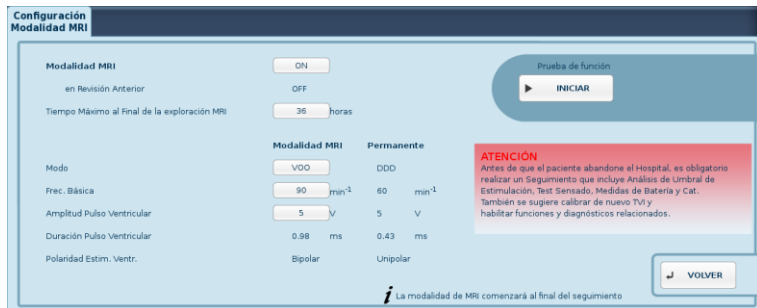 Configuración
Modalidad MRI
Modalidad MRI ON
en Revisión Anterior OFF
Tiempo Máximo al Final de la exploración MRI 36 horas
Prueba de función
INICIAR
Modalidad MRI Permanente
Modo VOO DDD
Frec. Básica 90 min-1 60 min-1
Amplitud Pulso Ventricular 5 V 5 V
Duración Pulso Ventricular 0.98 ms 0.43 ms
Polaridad Estim. Ventr. Bipolar Unipolar
ATENCIÓN
Antes de que el paciente abandone el Hospital, es obligatorio
realizar un Seguimiento que incluye Análisis de Umbral de
Estimulación, Test Sensado, Medidas de Batería y Cat.
También se sugiere calibrar de nuevo TVI y
habilitar funciones y diagnósticos relacionados.
VOLVER
i La modalidad de MRI comenzará al final del seguimiento